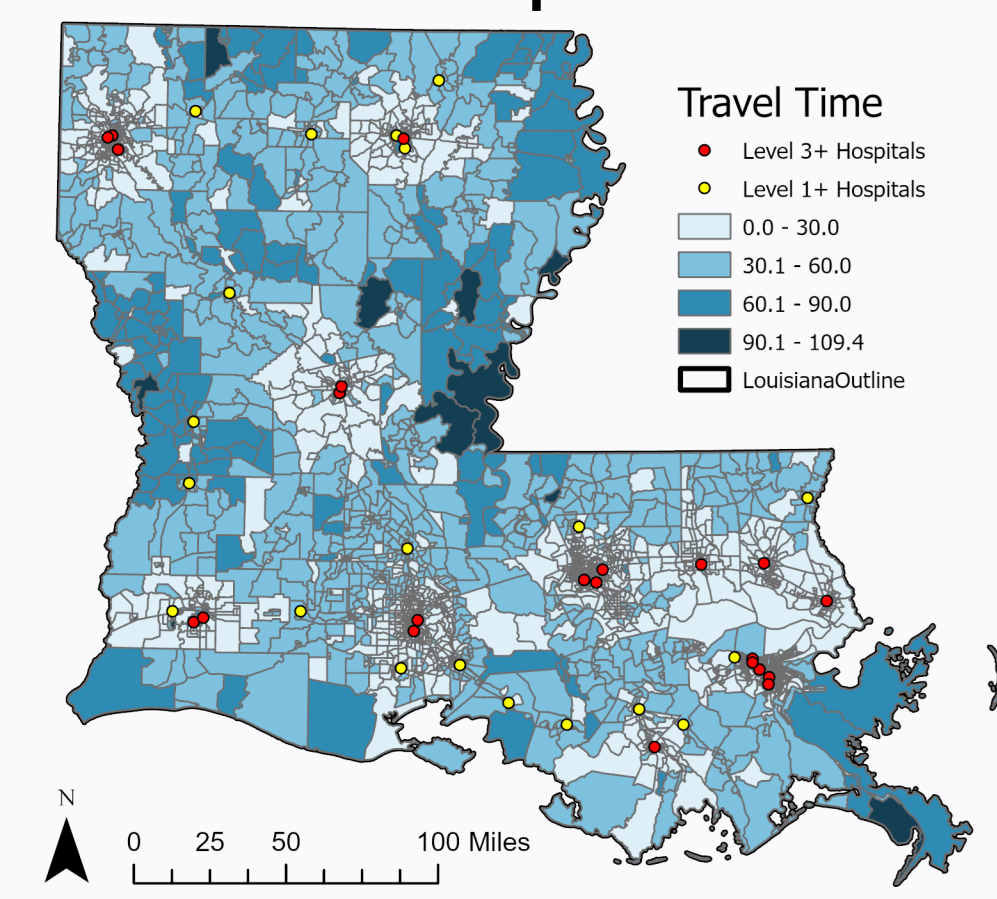 Travel Time
Level 3+ Hospitals
Level 1+ Hospitals
0.0 - 30.0
30.1 - 60.0
60.1 - 90.0
90.1 - 109.4
LouisianaOutline
N
0 25 50 100 Miles